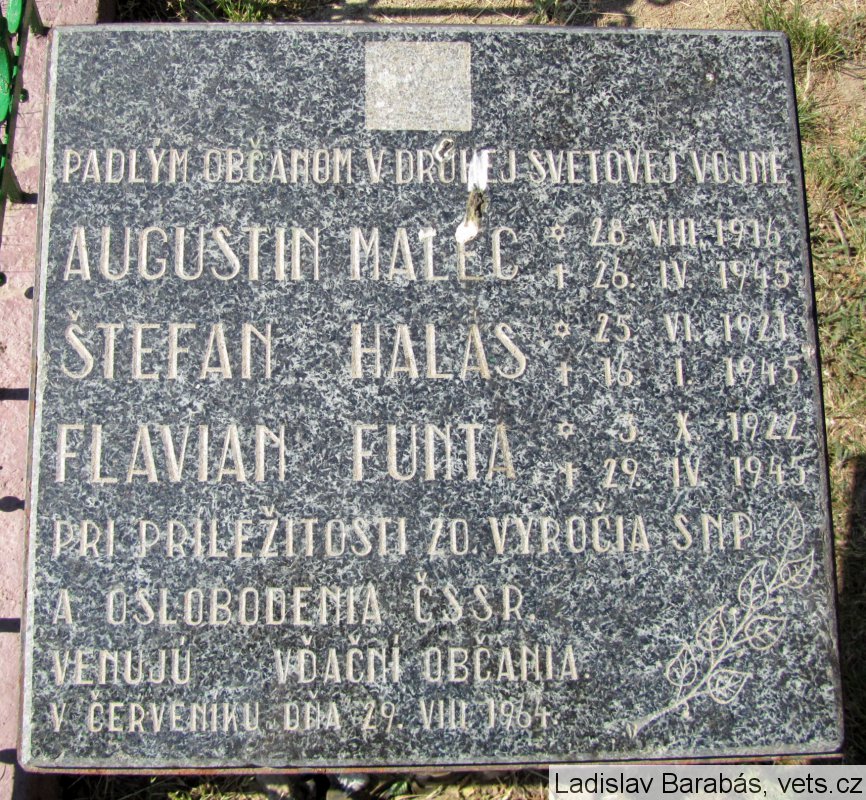 PADLÝM OBČANOM V DRUHEJ SVETOVEJ VOJNE
AUGUSTIN MALEC ✡ 28. VIII. 1916
† 26. IV. 1945
ŠTEFAN HALÁS ✡ 25. VI. 1921
† 16. I. 1945
FLAVIAN FUNTA ✡ 3. X. 1922
† 29. IV. 1945
PRI PRÍLEŽITOSTI 20. VYROČIA SNP
A OSLOBODENIA ČSSR.
VENUJU VĎAČNÍ OBČANIA.
V ČERVENÍKU DŇA 29. VIII. 1964.
Ladislav Barabás, vets.cz